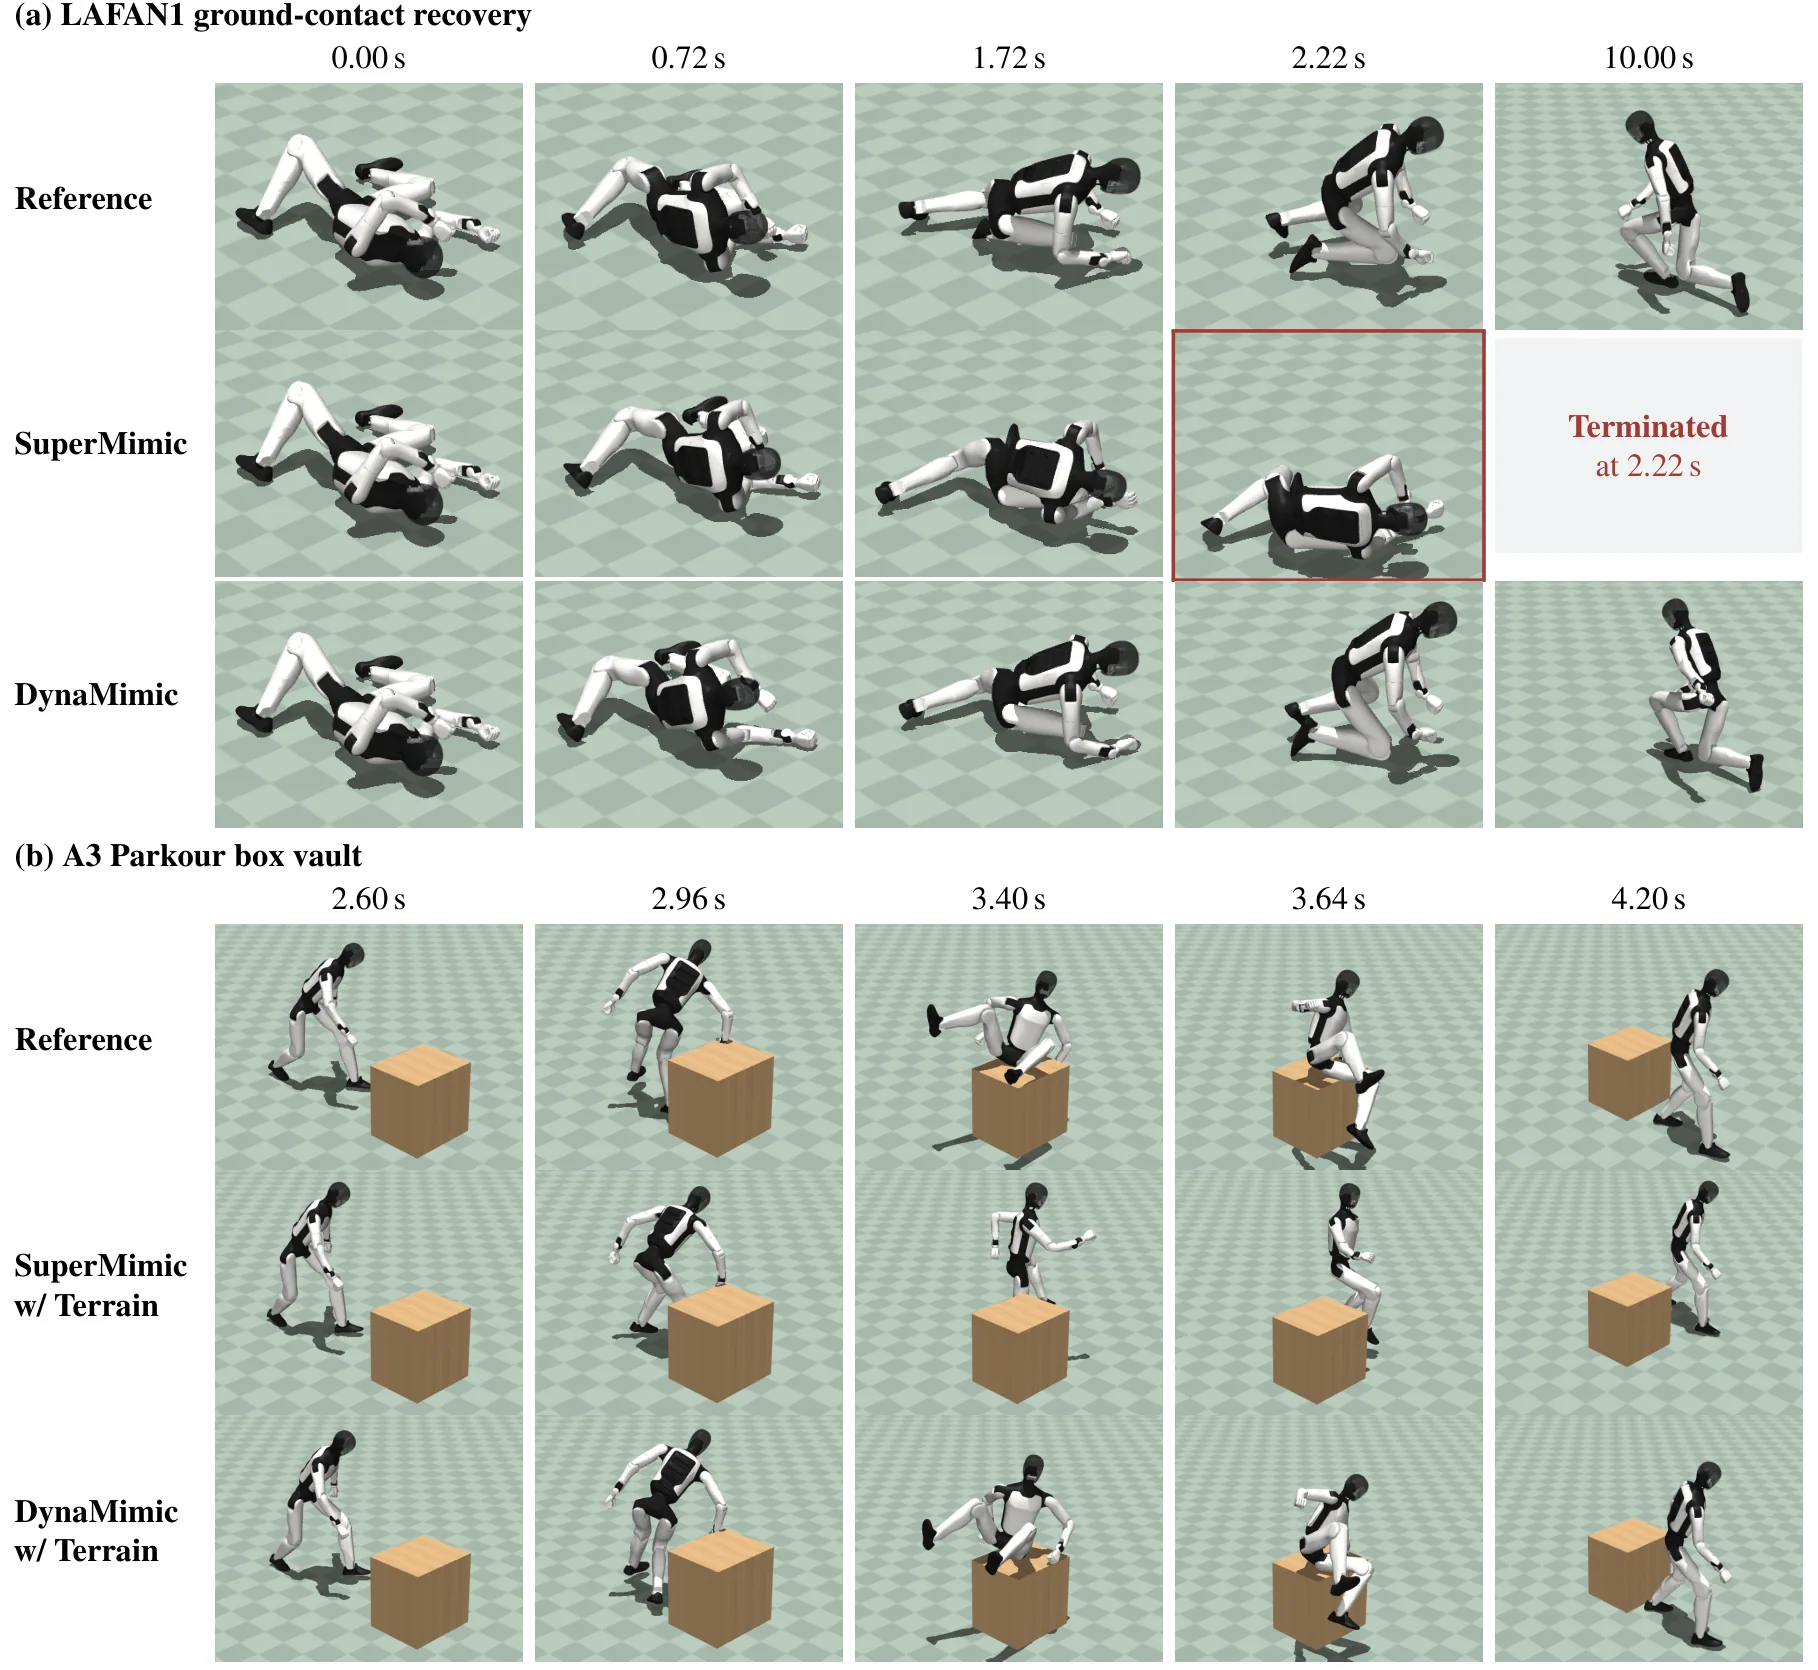 (a) LAFAN1 ground-contact recovery
0.00 s 0.72 s 1.72 s 2.22 s 10.00 s
Reference
SuperMimic
Terminated
at 2.22 s
DynaMimic
(b) A3 Parkour box vault
2.60 s 2.96 s 3.40 s 3.64 s 4.20 s
Reference
SuperMimic
w/ Terrain
DynaMimic
w/ Terrain